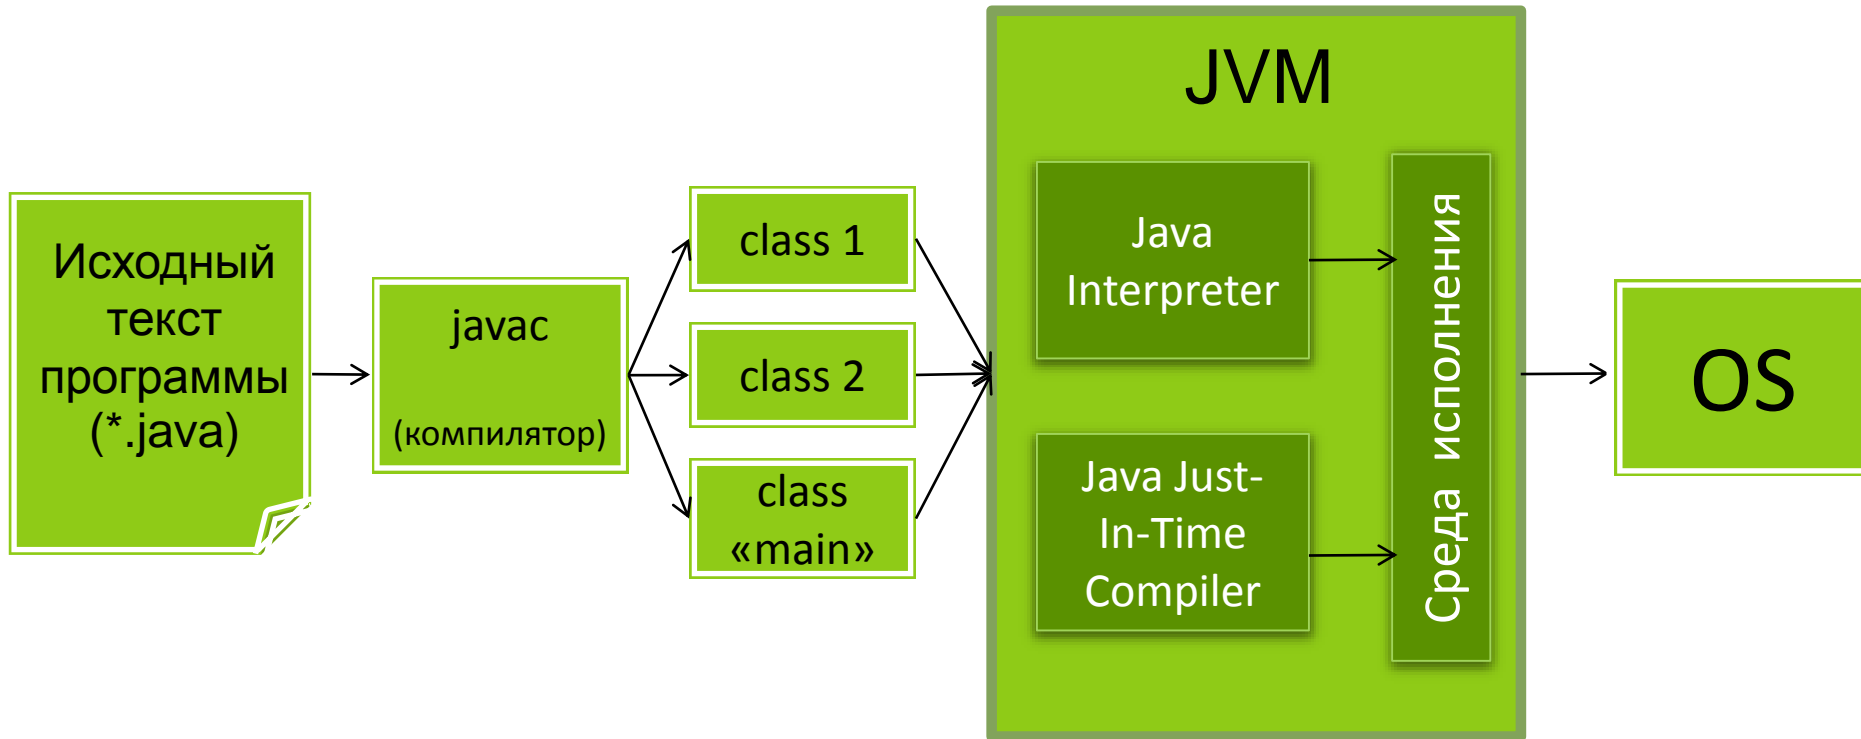 Исходный
текст
программы
(*.java)
javac
(компилятор)
class 1
class 2
class
«main»
JVM
Java
Interpreter
Java Just-
In-Time
Compiler
Среда исполнения
OS